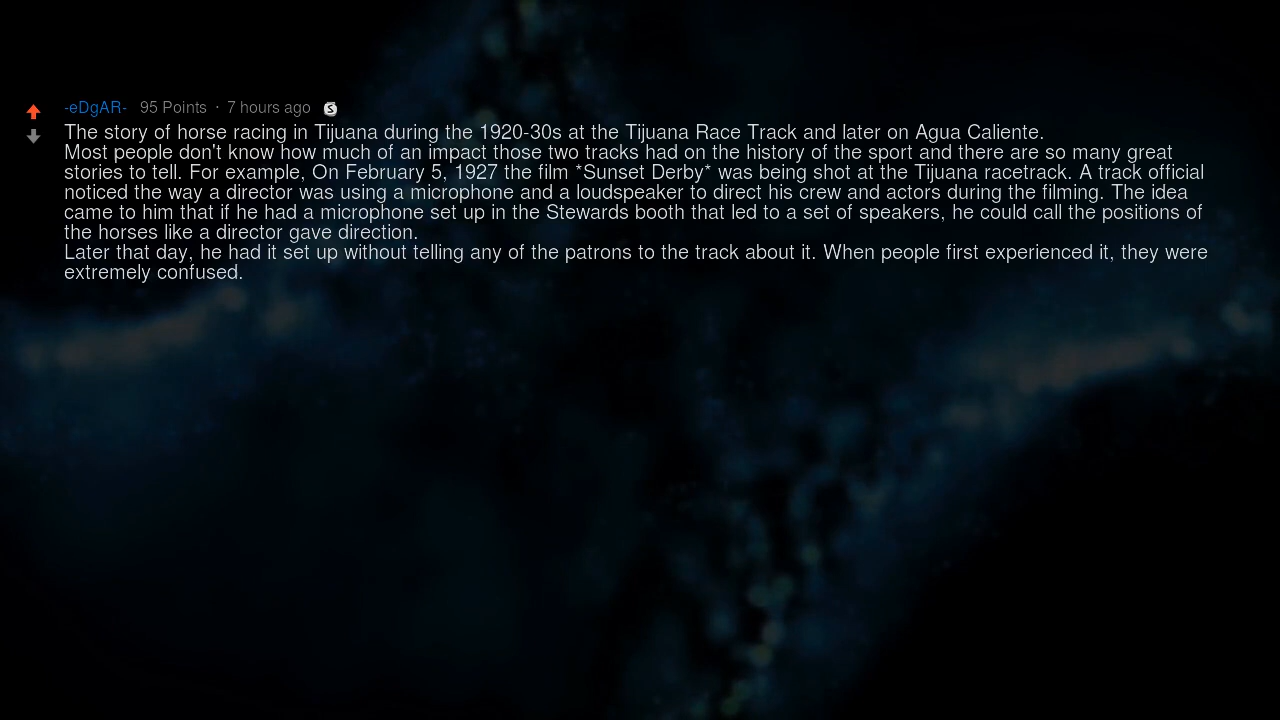 -eDgAR- 95 Points · 7 hours ago S
The story of horse racing in Tijuana during the 1920-30s at the Tijuana Race Track and later on Agua Caliente.
Most people don't know how much of an impact those two tracks had on the history of the sport and there are so many great
stories to tell. For example, On February 5, 1927 the film *Sunset Derby* was being shot at the Tijuana racetrack. A track official
noticed the way a director was using a microphone and a loudspeaker to direct his crew and actors during the filming. The idea
came to him that if he had a microphone set up in the Stewards booth that led to a set of speakers, he could call the positions of
the horses like a director gave direction.
Later that day, he had it set up without telling any of the patrons to the track about it. When people first experienced it, they were
extremely confused.